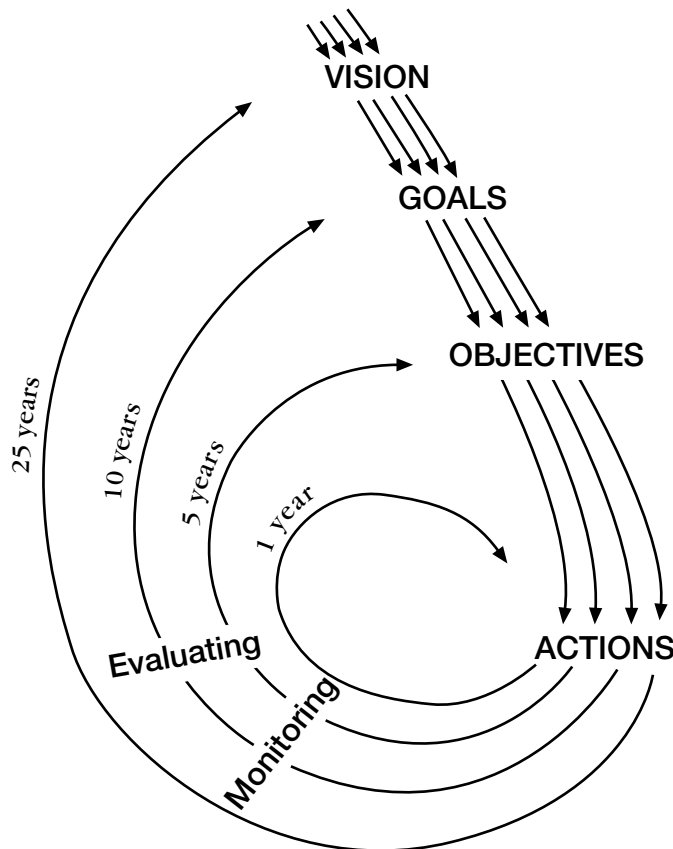 VISION
GOALS
OBJECTIVES
25 years
10 years
5 years
1 year
Evaluating
ACTIONS
Monitoring